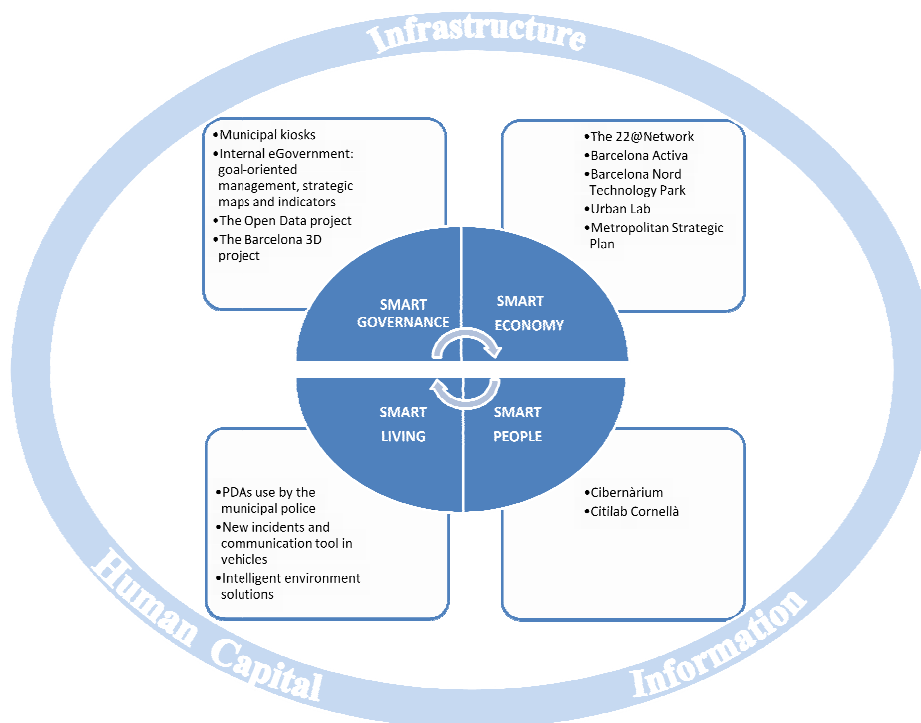 Infrastructure
•Municipal kiosks
•Internal eGovernment:
goal-oriented
management, strategic
maps and indicators
•The Open Data project
•The Barcelona 3D
project
•The 22@Network
•Barcelona Activa
•Barcelona Nord
Technology Park
•Urban Lab
•Metropolitan Strategic
Plan
SMART
GOVERNANCE
SMART
ECONOMY
SMART
LIVING
SMART
PEOPLE
•PDAs use by the
municipal police
•New incidents and
communication tool in
vehicles
•Intelligent environment
solutions
•Cibernàrium
•Citilab Cornellà
Human Capital
Information